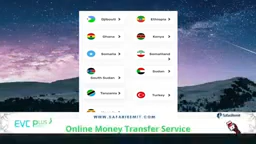 Djibouti
Ethiopia
Ghana
Kenya
Somalia
Somaliland
South Sudan
Sudan
Tanzania
Turkey
WWW.SAFARIREMIT.COM
EVC Plus
SafariRemit
Online Money Transfer Service